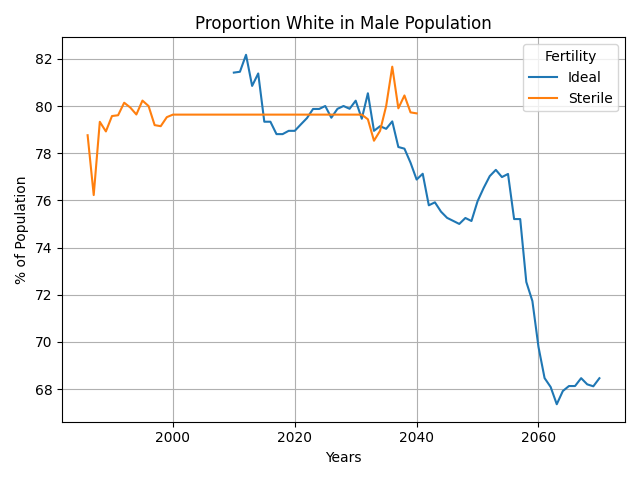 Proportion White in Male Population
% of Population
82
80
78
76
74
72
70
68
2000
2020
2040
2060
Years
Fertility
Ideal
Sterile